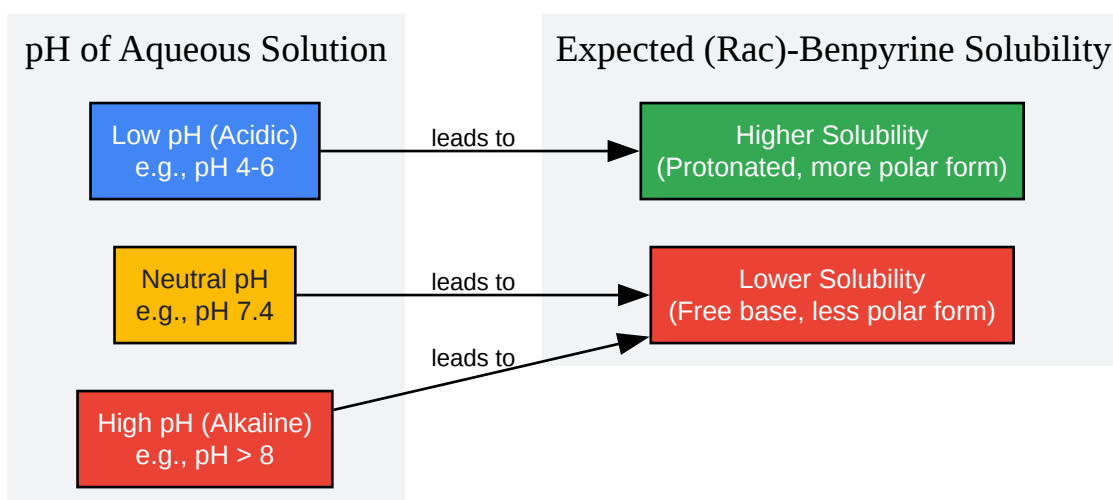 pH of Aqueous Solution
Expected (Rac)-Benpyrine Solubility
Low pH (Acidic)
e.g., pH 4-6
leads to
Higher Solubility
(Protonated, more polar form)
Neutral pH
e.g., pH 7.4
leads to
Lower Solubility
(Free base, less polar form)
leads to
High pH (Alkaline)
e.g., pH > 8